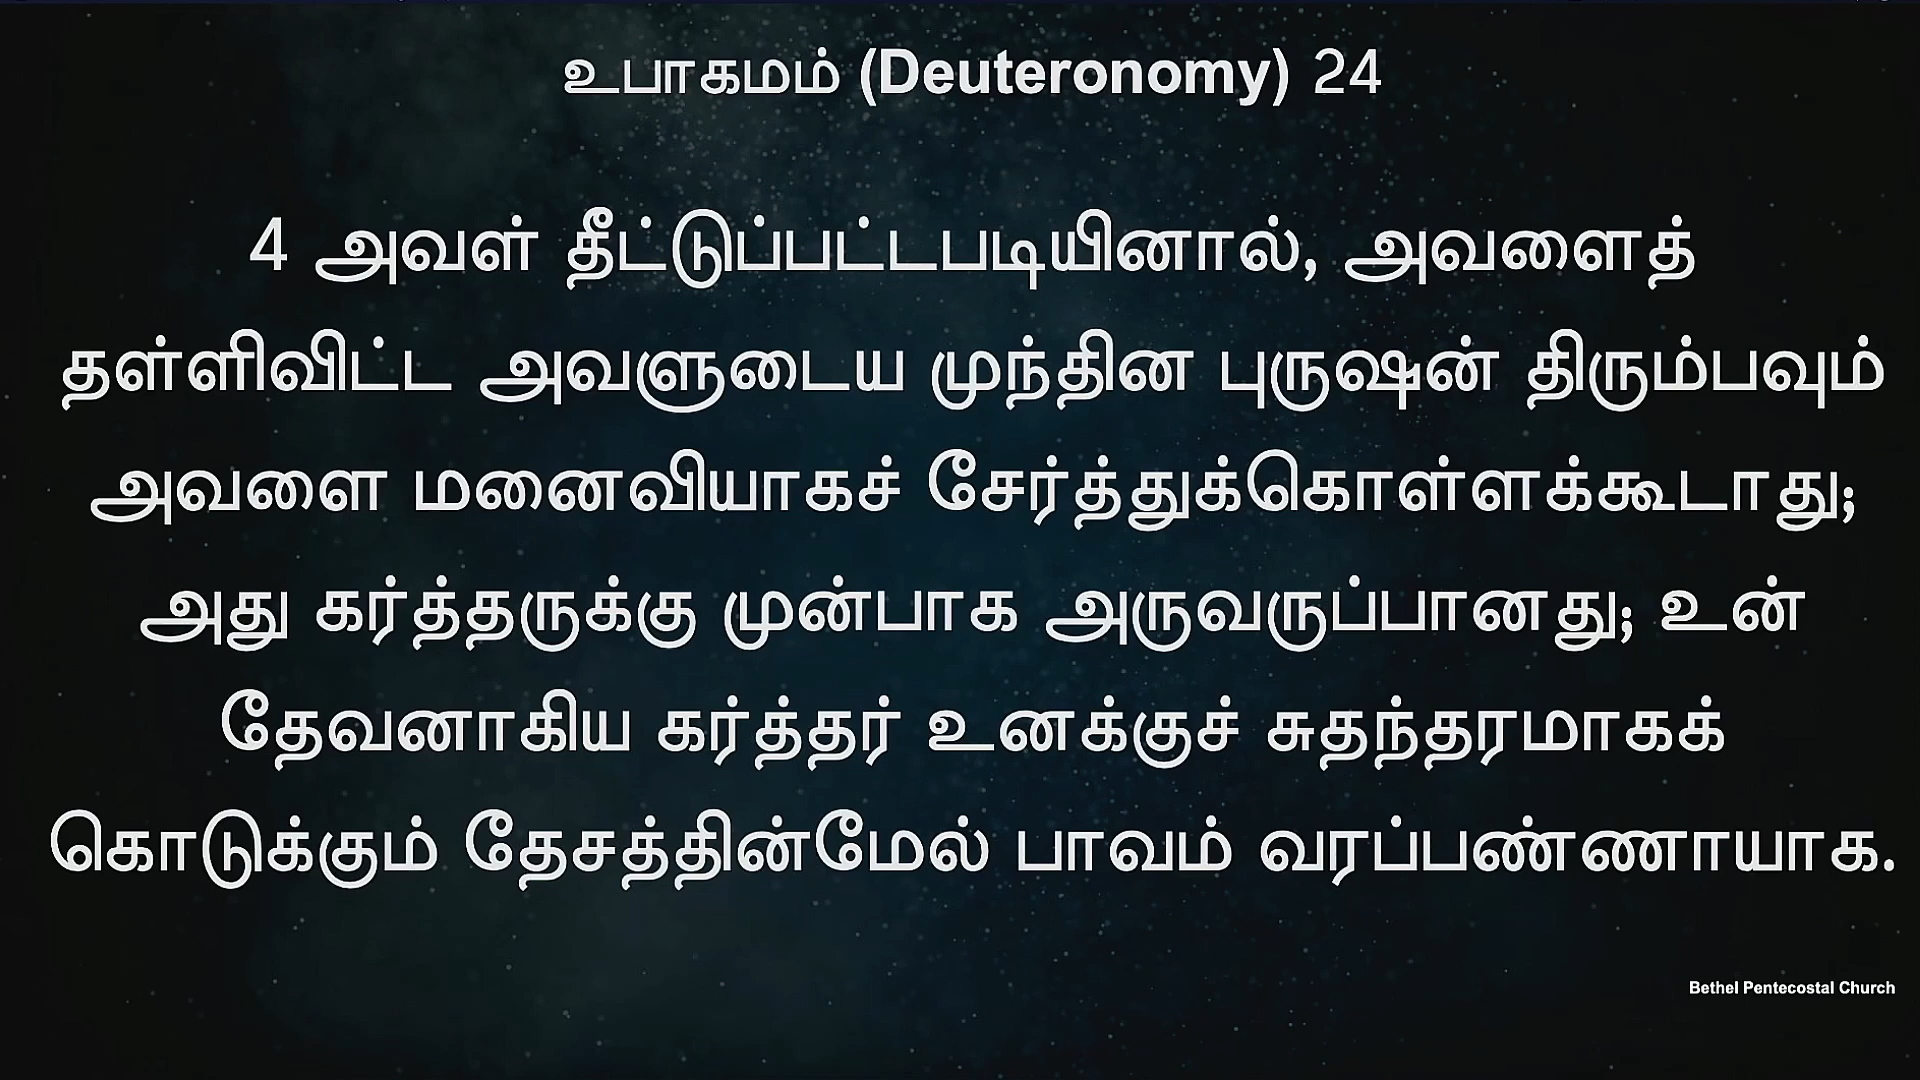 உபாகமம் (Deuteronomy) 24
4 அவள் தீட்டுப்பட்டபடியினால், அவளைத்
தள்ளிவிட்ட அவளுடைய முந்தின புருஷன் திரும்பவும்
அவளை மனைவியாகச் சேர்த்துக்கொள்ளக்கூடாது;
அது கர்த்தருக்கு முன்பாக அருவருப்பானது; உன்
தேவனாகிய கர்த்தர் உனக்குச் சுதந்தரமாகக்
கொடுக்கும் தேசத்தின்மேல் பாவம் வரப்பண்ணாயாக.
Bethel Pentecostal Church